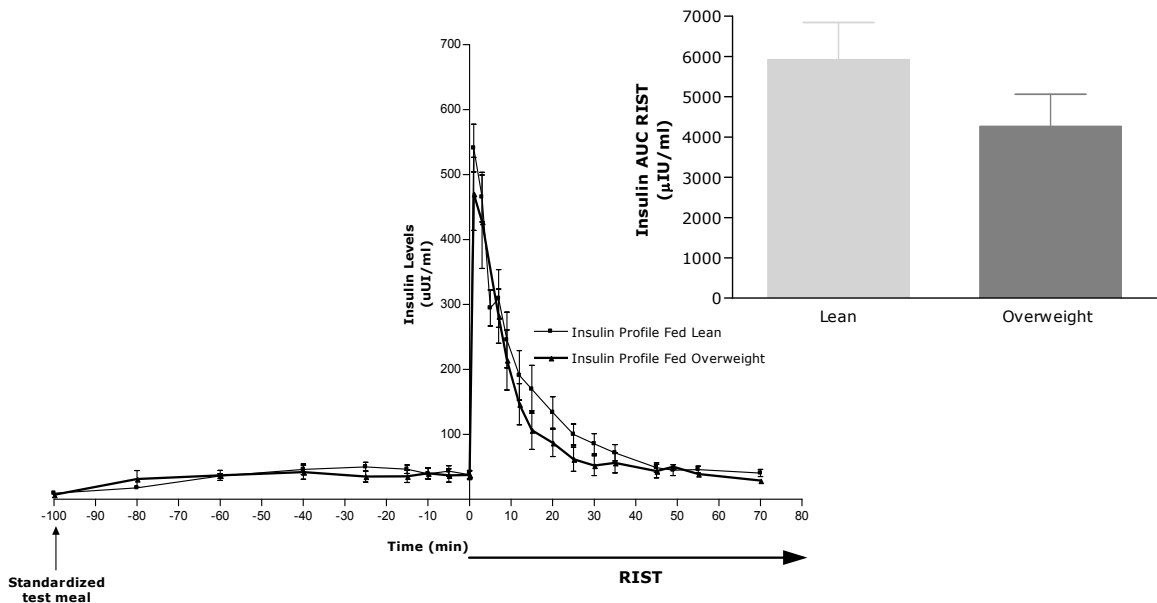 700
600
500
400
300
200
100
Insulin Levels
(uUI/ml)
-100 -90 -80 -70 -60 -50 -40 -30 -20 -10 0 10 20 30 40 50 60 70 80
Time (min)
RIST
Standardized
test meal
Insulin Profile Fed Lean
Insulin Profile Fed Overweight
7000
6000
5000
4000
3000
2000
1000
0
Insulin AUC RIST
(µIU/ml)
Lean Overweight